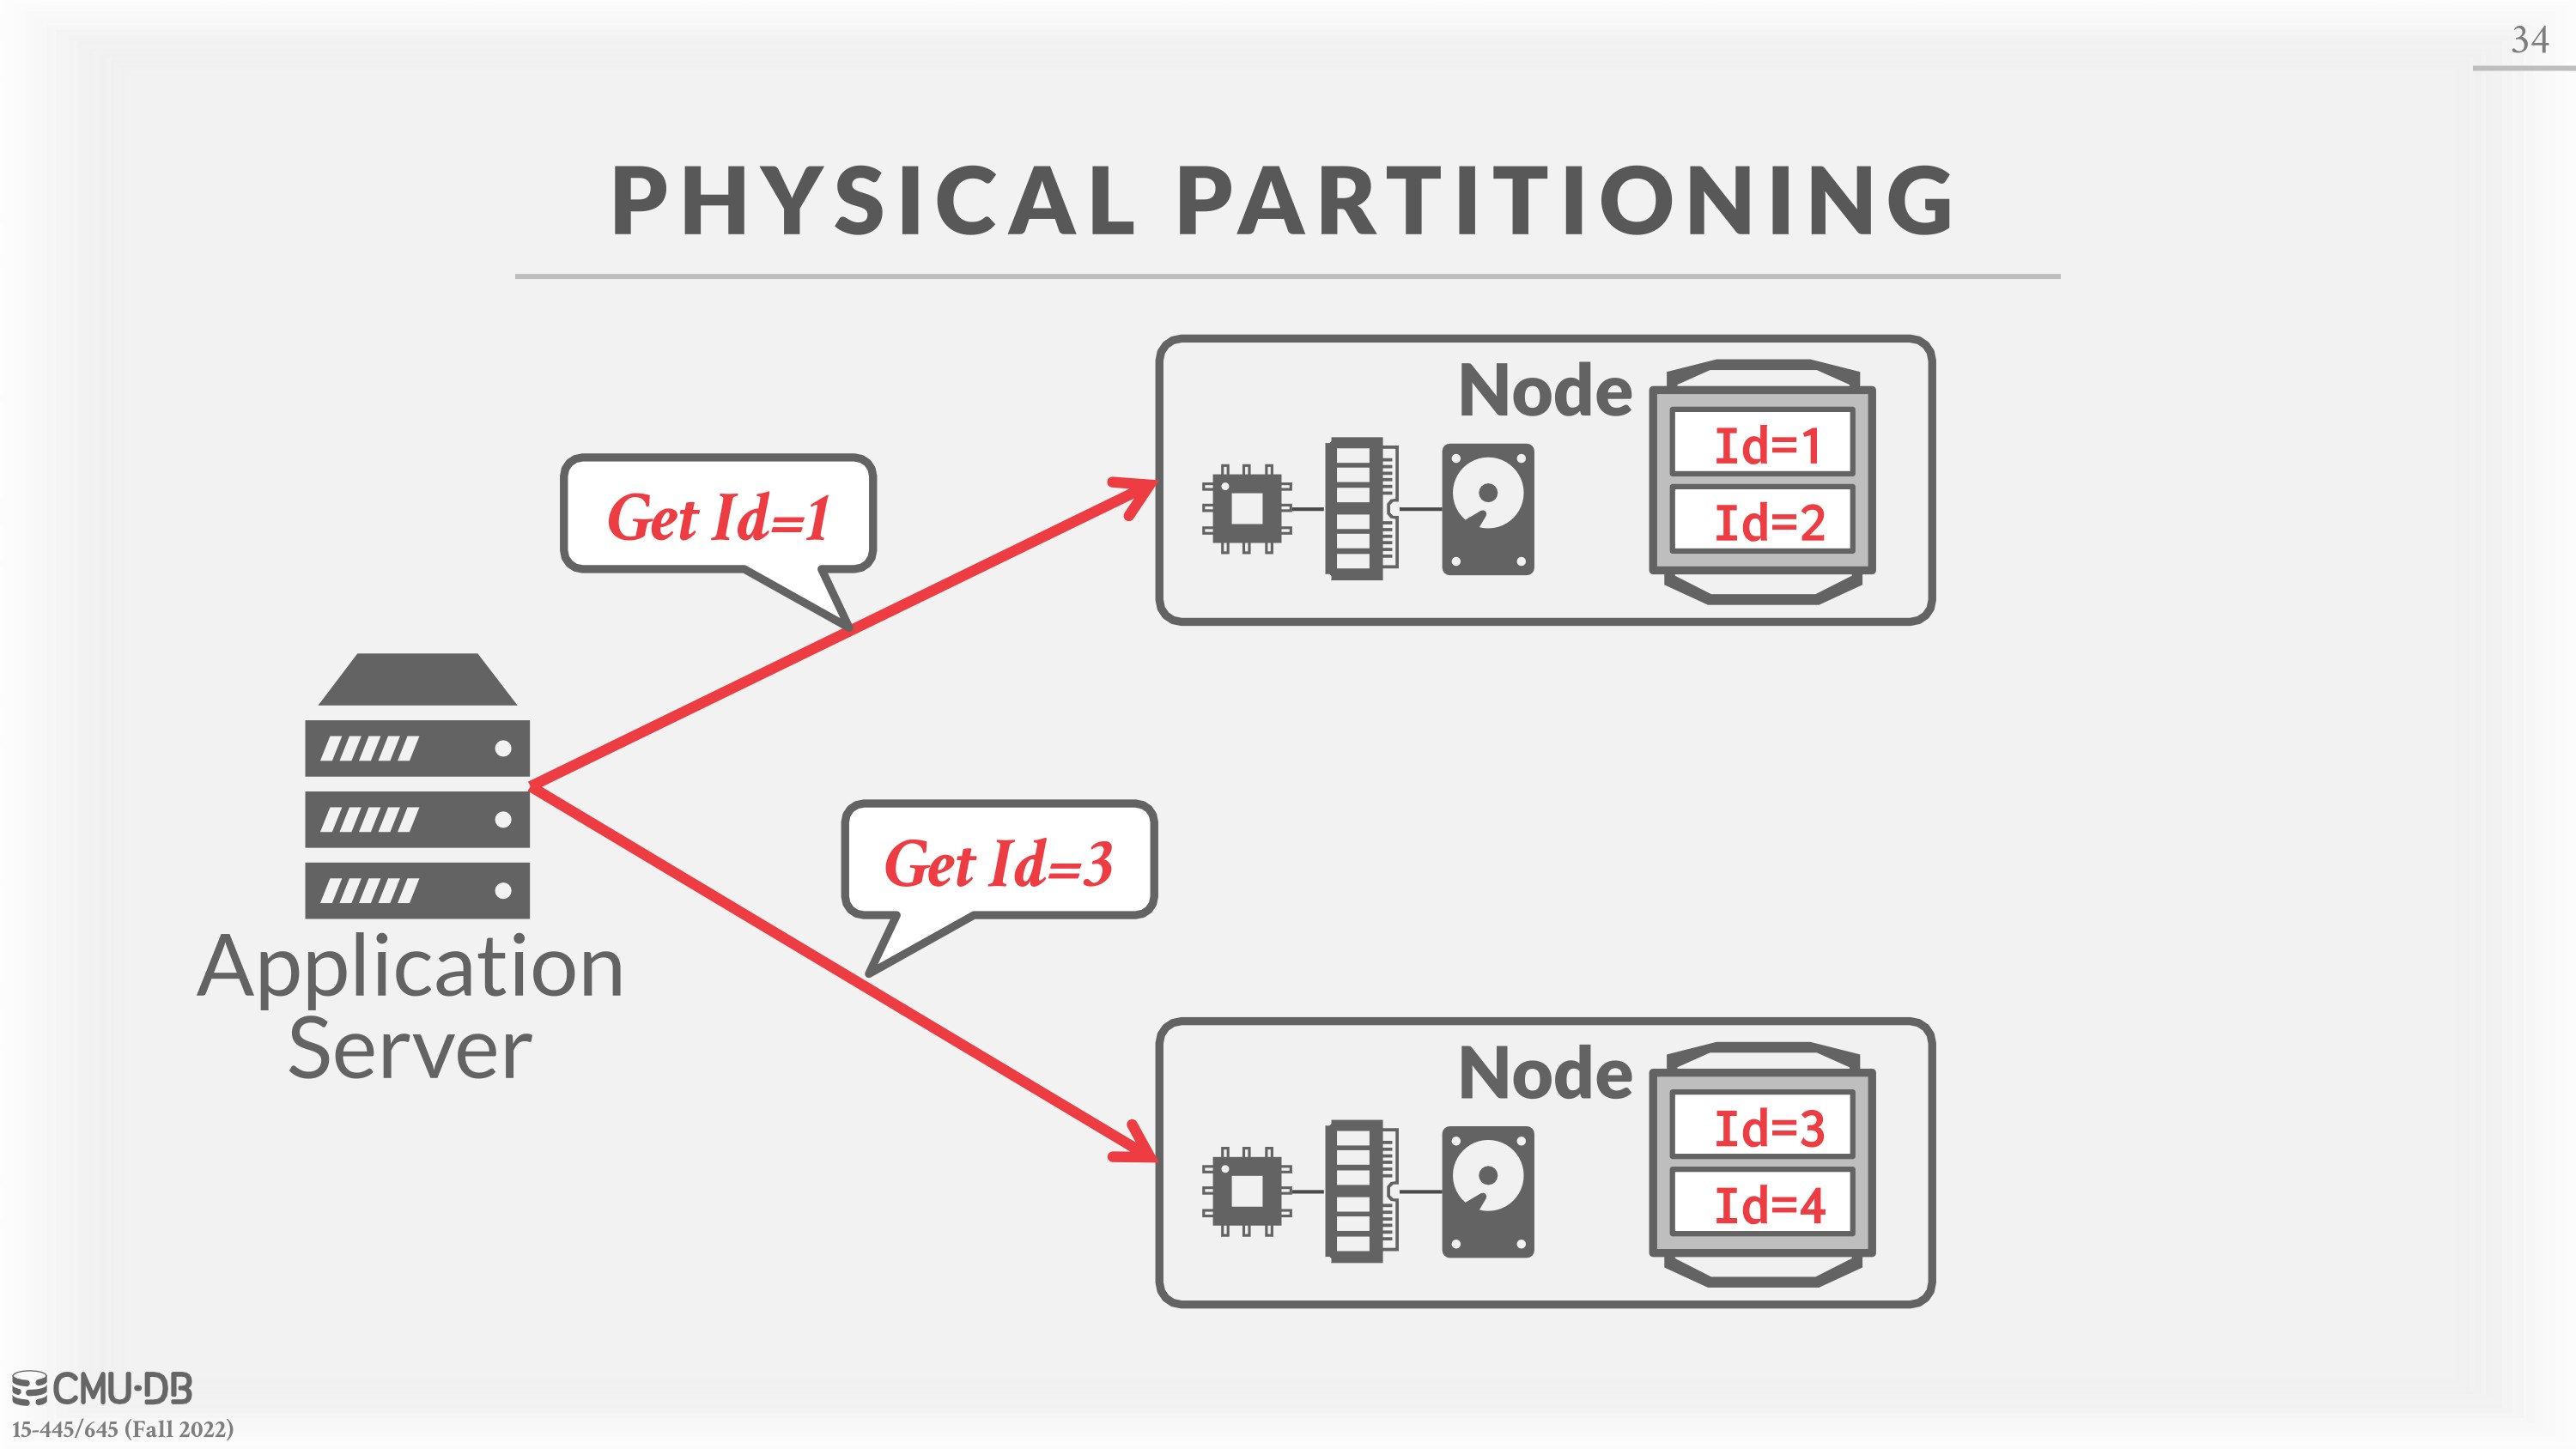 34
PHYSICAL PARTITIONING
Node
Id=1
Id=2
Get Id=1
Get Id=3
Application
Server
Node
Id=3
Id=4
CMU·DB
15-445/645 (Fall 2022)